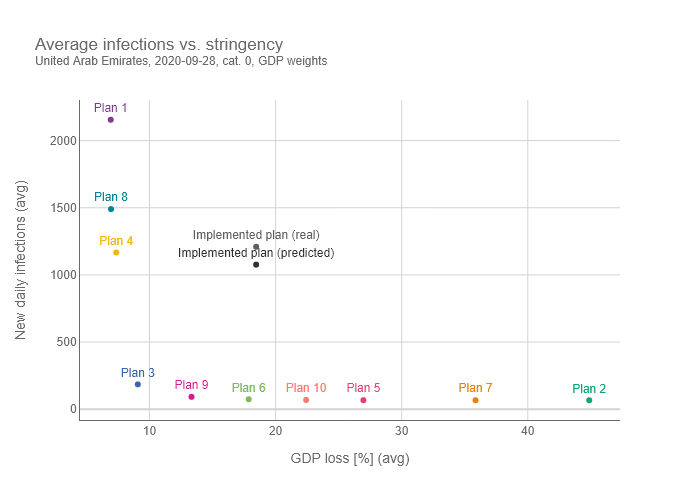 Average infections vs. stringency
United Arab Emirates, 2020-09-28, cat. 0, GDP weights
Plan 1
2000
Plan 8
1500
Implemented plan (real)
Plan 4
Implemented plan (predicted)
1000
New daily infections (avg)
500
Plan 3
Plan 9
Plan 6
Plan 10
Plan 5
Plan 7
Plan 2
0
10
20
30
40
GDP loss [%] (avg)